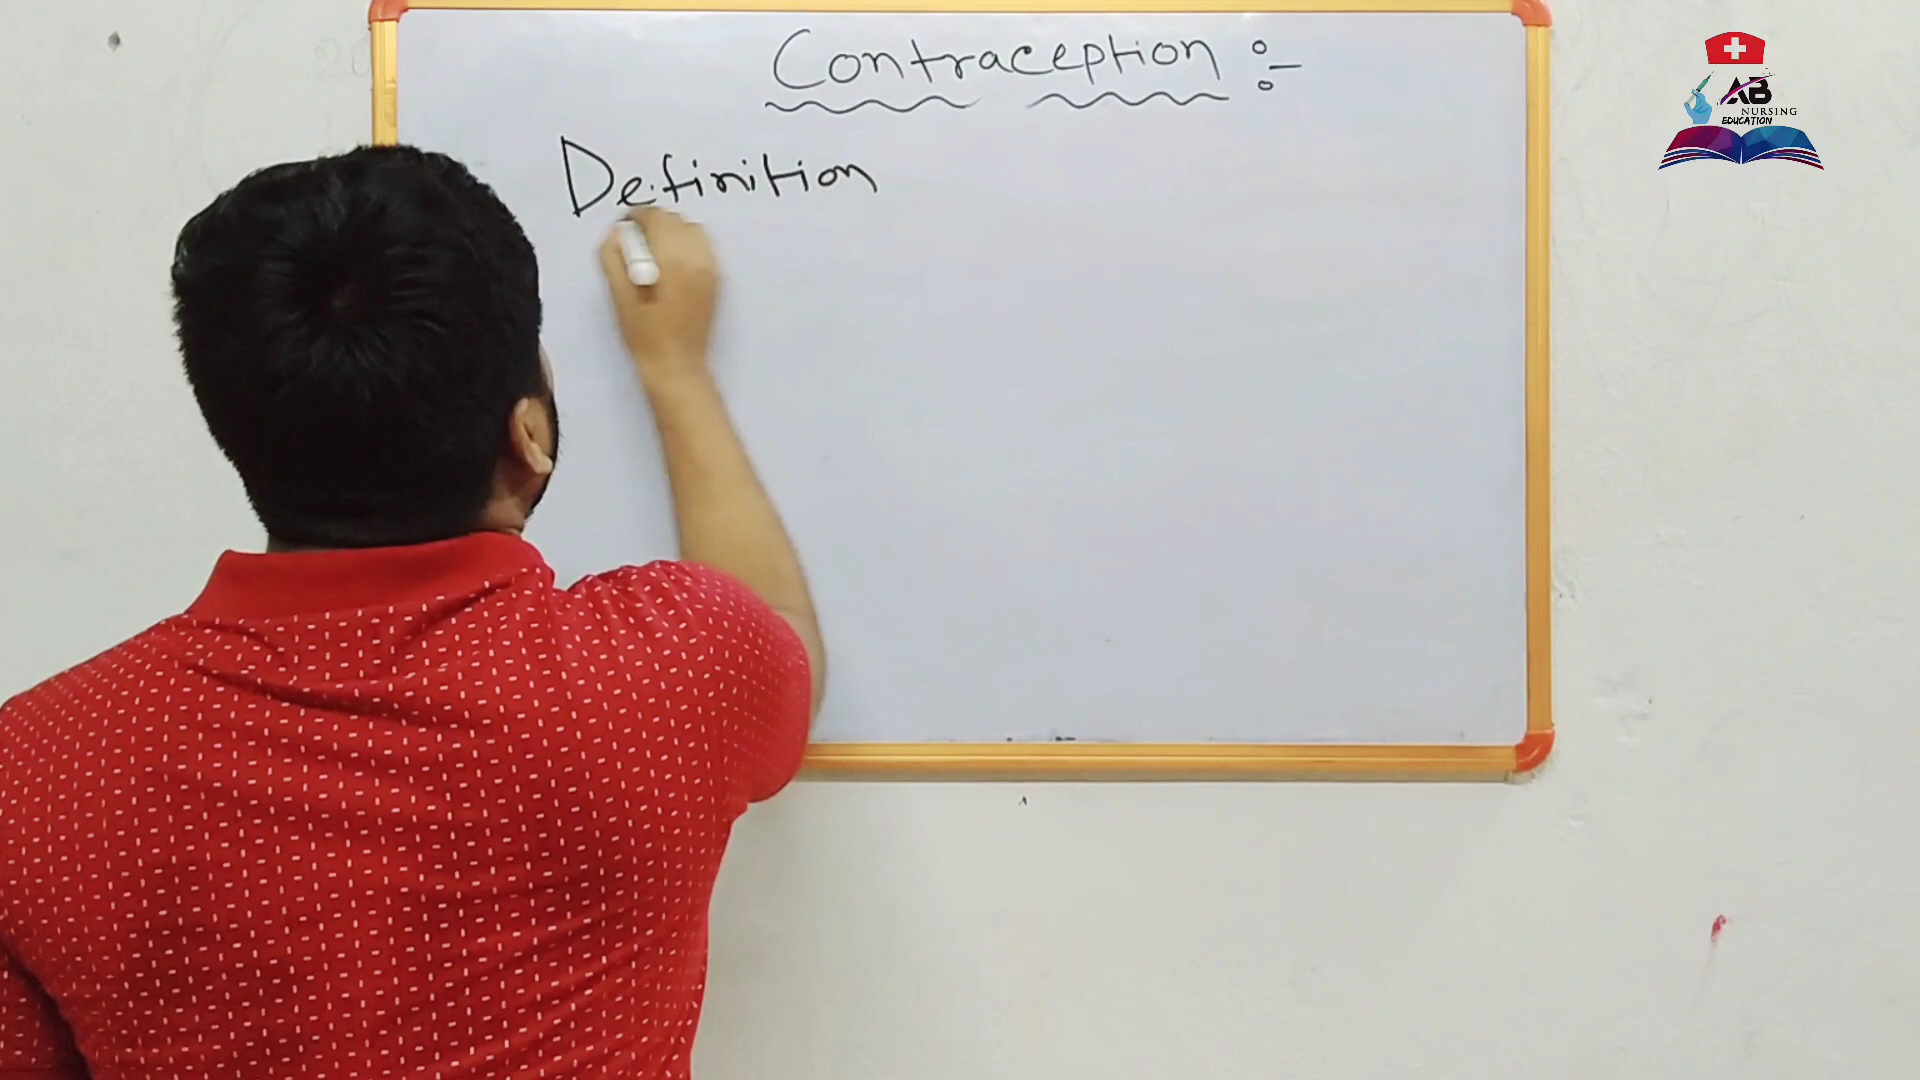 Contraception :-
Definition
AB
NURSING
EDUCATION